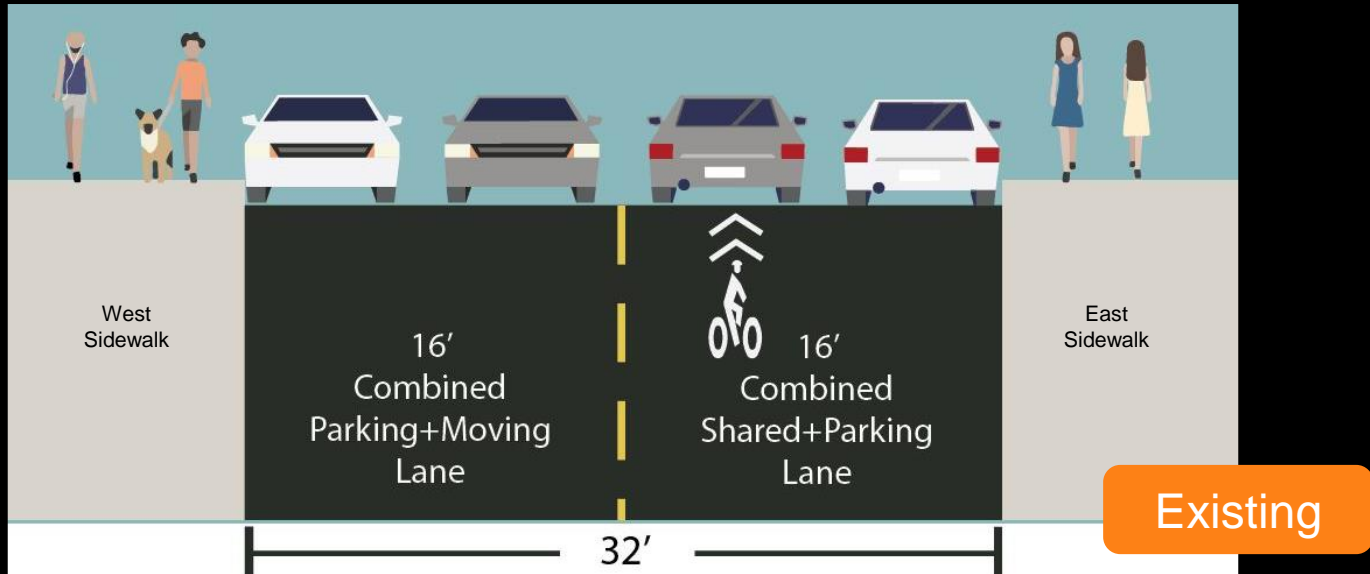 West
Sidewalk
16′
Combined
Parking+Moving
Lane
16′
Combined
Shared+Parking
Lane
East
Sidewalk
Existing
32′